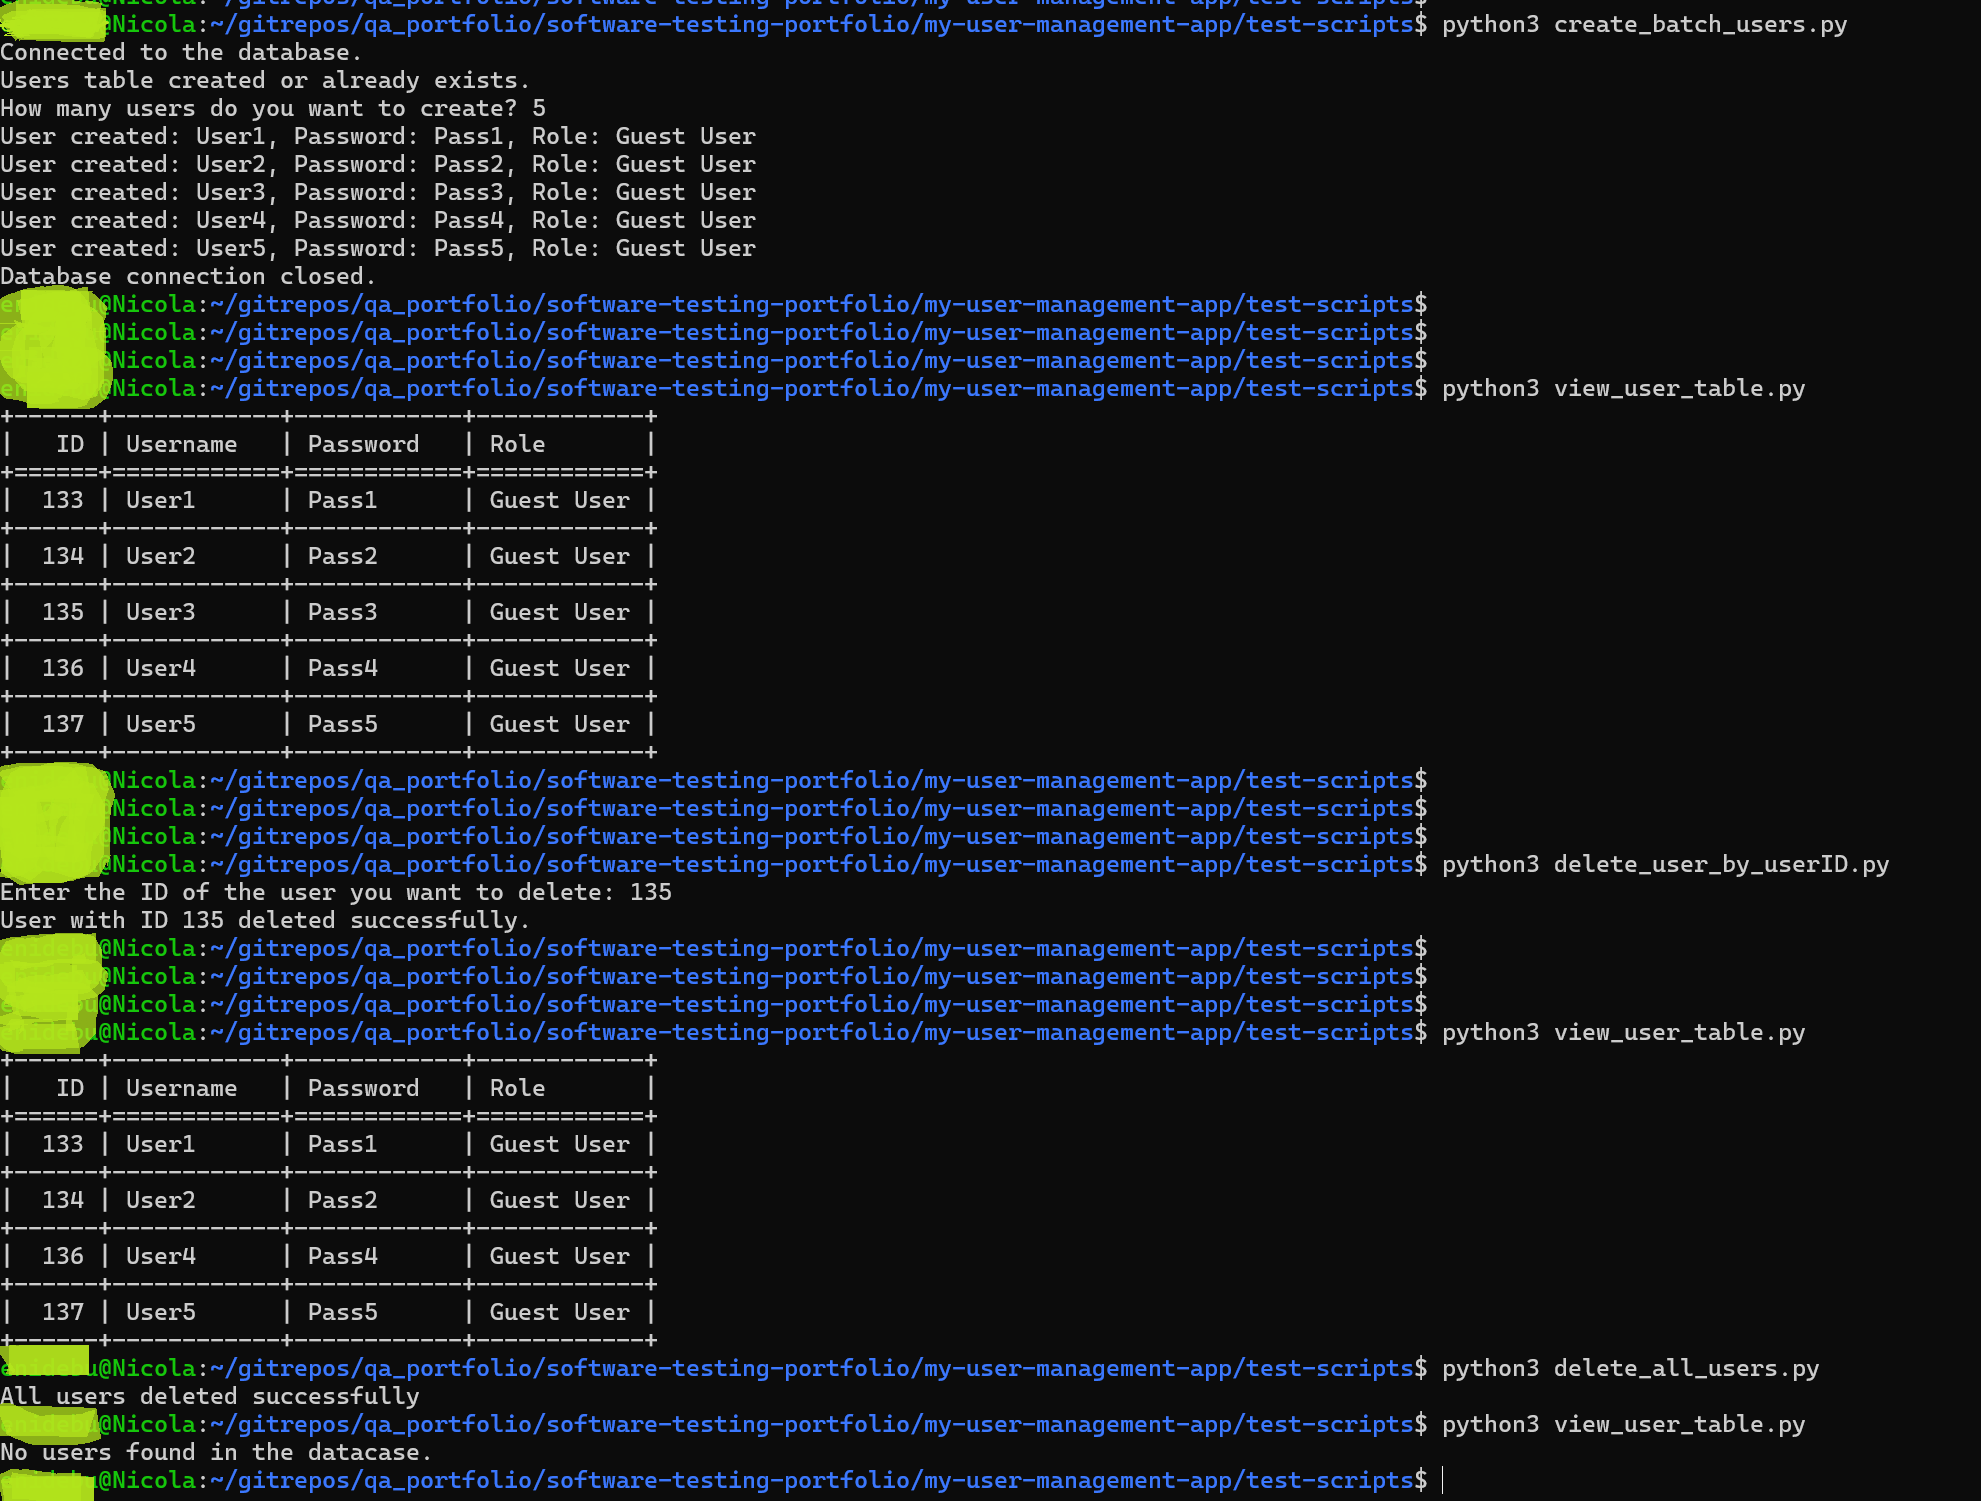 @Nicola:~/gitrepos/qa_portfolio/software-testing-portfolio/my-user-management-app/test-scripts$
@Nicola:~/gitrepos/qa_portfolio/software-testing-portfolio/my-user-management-app/test-scripts$ python3 create_batch_users.py
Connected to the database.
Users table created or already exists.
How many users do you want to create? 5
User created: User1, Password: Pass1, Role: Guest User
User created: User2, Password: Pass2, Role: Guest User
User created: User3, Password: Pass3, Role: Guest User
User created: User4, Password: Pass4, Role: Guest User
User created: User5, Password: Pass5, Role: Guest User
Database connection closed.
@Nicola:~/gitrepos/qa_portfolio/software-testing-portfolio/my-user-management-app/test-scripts$
@Nicola:~/gitrepos/qa_portfolio/software-testing-portfolio/my-user-management-app/test-scripts$
@Nicola:~/gitrepos/qa_portfolio/software-testing-portfolio/my-user-management-app/test-scripts$
@Nicola:~/gitrepos/qa_portfolio/software-testing-portfolio/my-user-management-app/test-scripts$ python3 view_user_table.py
+------+------------+------------+------------+
|   ID | Username   | Password   | Role       |
+======+============+============+============+
|  133 | User1      | Pass1      | Guest User |
+------+------------+------------+------------+
|  134 | User2      | Pass2      | Guest User |
+------+------------+------------+------------+
|  135 | User3      | Pass3      | Guest User |
+------+------------+------------+------------+
|  136 | User4      | Pass4      | Guest User |
+------+------------+------------+------------+
|  137 | User5      | Pass5      | Guest User |
+------+------------+------------+------------+
@Nicola:~/gitrepos/qa_portfolio/software-testing-portfolio/my-user-management-app/test-scripts$
@Nicola:~/gitrepos/qa_portfolio/software-testing-portfolio/my-user-management-app/test-scripts$
@Nicola:~/gitrepos/qa_portfolio/software-testing-portfolio/my-user-management-app/test-scripts$
@Nicola:~/gitrepos/qa_portfolio/software-testing-portfolio/my-user-management-app/test-scripts$ python3 delete_user_by_userID.py
Enter the ID of the user you want to delete: 135
User with ID 135 deleted successfully.
@Nicola:~/gitrepos/qa_portfolio/software-testing-portfolio/my-user-management-app/test-scripts$
@Nicola:~/gitrepos/qa_portfolio/software-testing-portfolio/my-user-management-app/test-scripts$
@Nicola:~/gitrepos/qa_portfolio/software-testing-portfolio/my-user-management-app/test-scripts$
@Nicola:~/gitrepos/qa_portfolio/software-testing-portfolio/my-user-management-app/test-scripts$ python3 view_user_table.py
+------+------------+------------+------------+
|   ID | Username   | Password   | Role       |
+======+============+============+============+
|  133 | User1      | Pass1      | Guest User |
+------+------------+------------+------------+
|  134 | User2      | Pass2      | Guest User |
+------+------------+------------+------------+
|  136 | User4      | Pass4      | Guest User |
+------+------------+------------+------------+
|  137 | User5      | Pass5      | Guest User |
+------+------------+------------+------------+
@Nicola:~/gitrepos/qa_portfolio/software-testing-portfolio/my-user-management-app/test-scripts$ python3 delete_all_users.py
All users deleted successfully
@Nicola:~/gitrepos/qa_portfolio/software-testing-portfolio/my-user-management-app/test-scripts$ python3 view_user_table.py
No users found in the datacase.
@Nicola:~/gitrepos/qa_portfolio/software-testing-portfolio/my-user-management-app/test-scripts$